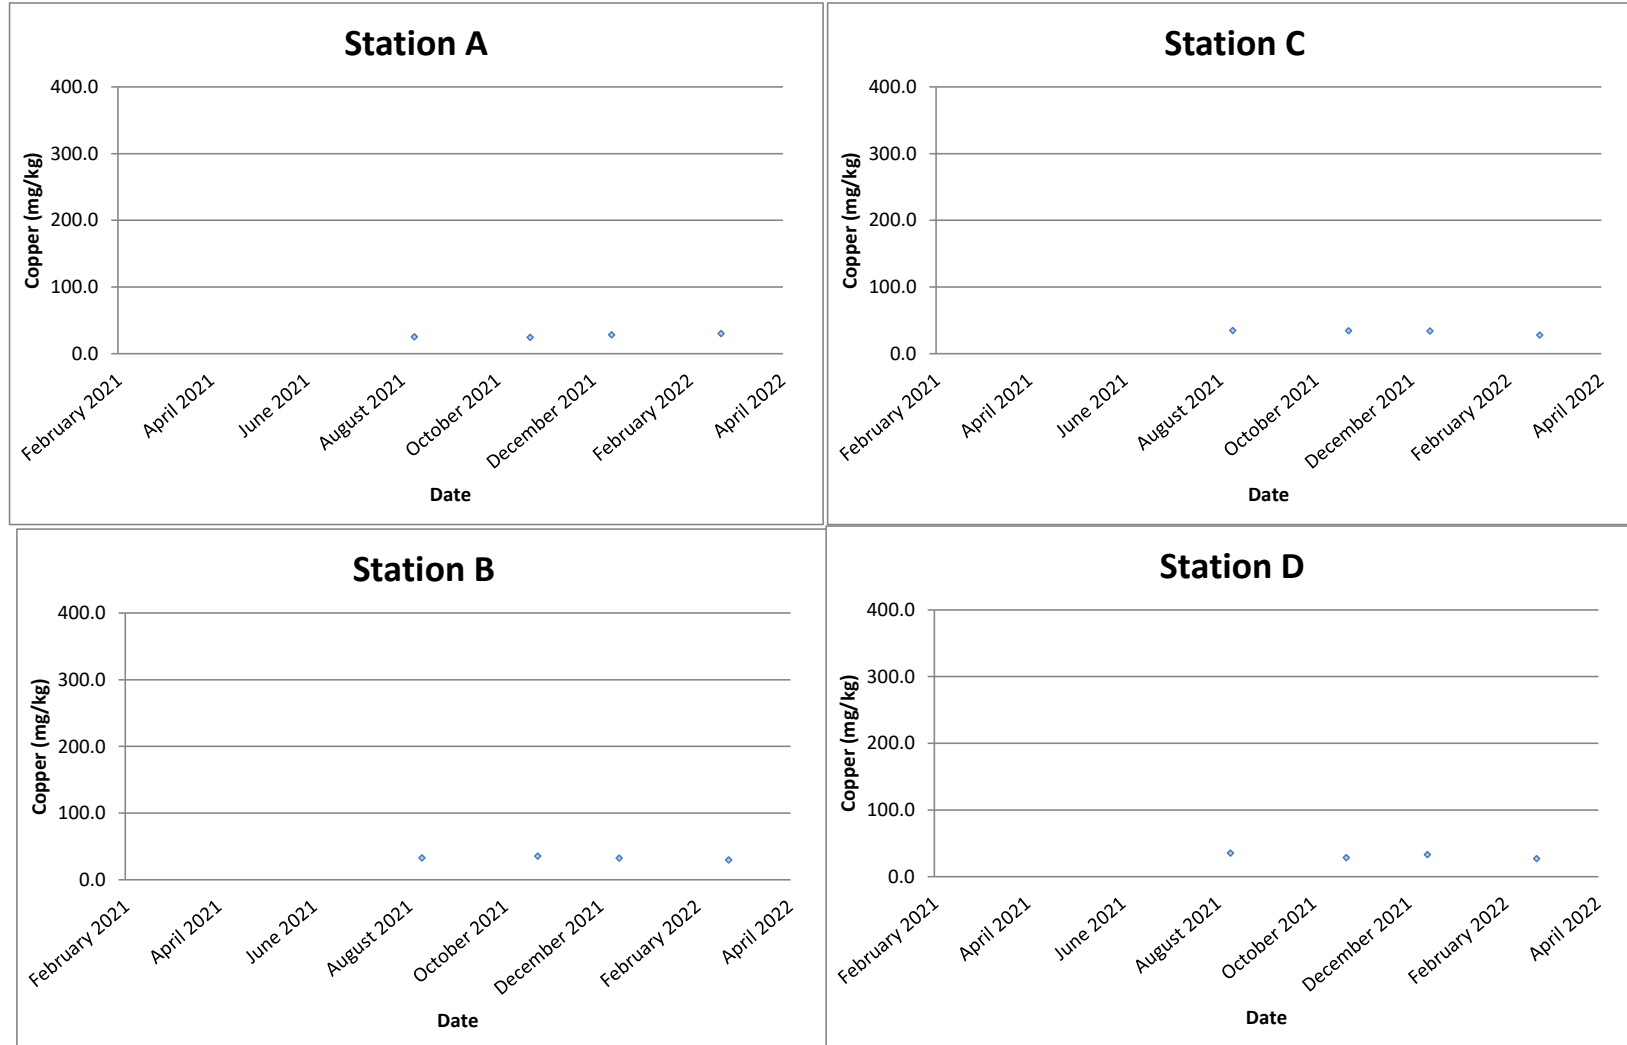 Station A
400.0
300.0
200.0
100.0
0.0
Copper (mg/kg)
February 2021
April 2021
June 2021
August 2021
October 2021
December 2021
February 2022
April 2022
Date
Station C
400.0
300.0
200.0
100.0
0.0
Copper (mg/kg)
February 2021
April 2021
June 2021
August 2021
October 2021
December 2021
February 2022
April 2022
Date
Station B
400.0
300.0
200.0
100.0
0.0
Copper (mg/kg)
February 2021
April 2021
June 2021
August 2021
October 2021
December 2021
February 2022
April 2022
Date
Station D
400.0
300.0
200.0
100.0
0.0
Copper (mg/kg)
February 2021
April 2021
June 2021
August 2021
October 2021
December 2021
February 2022
April 2022
Date